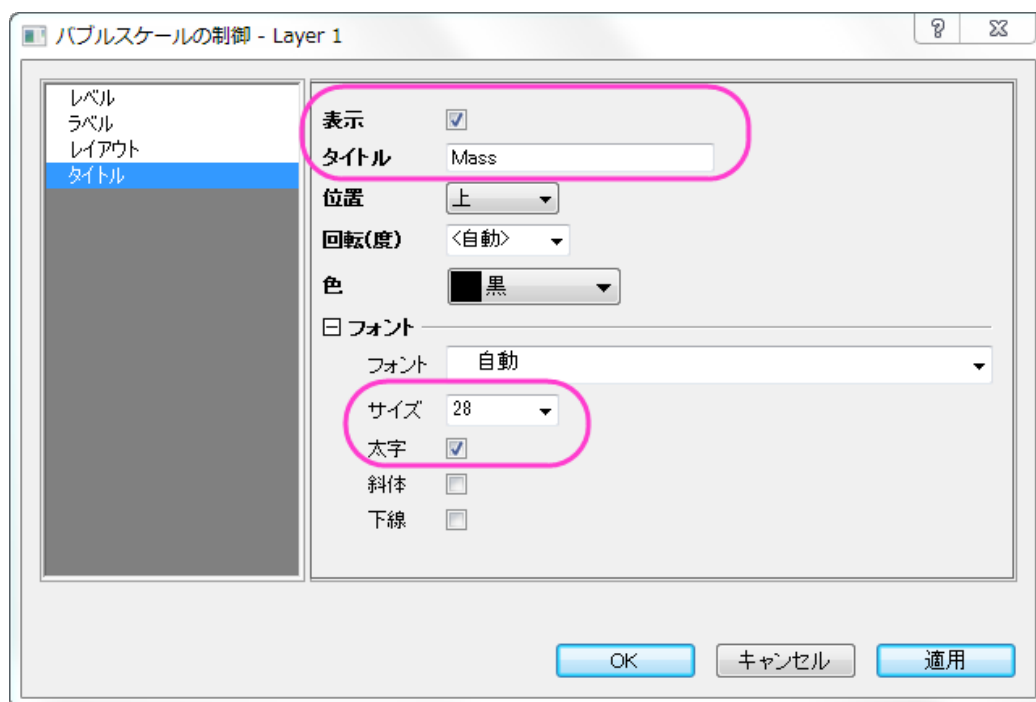 バブルスケールの制御 - Layer 1
レベル
ラベル
レイアウト
タイトル
表示
タイトル Mass
位置 上
回転(度) <自動>
色 黒
フォント
フォント 自動
サイズ 28
太字
斜体
下線
OK キャンセル 適用